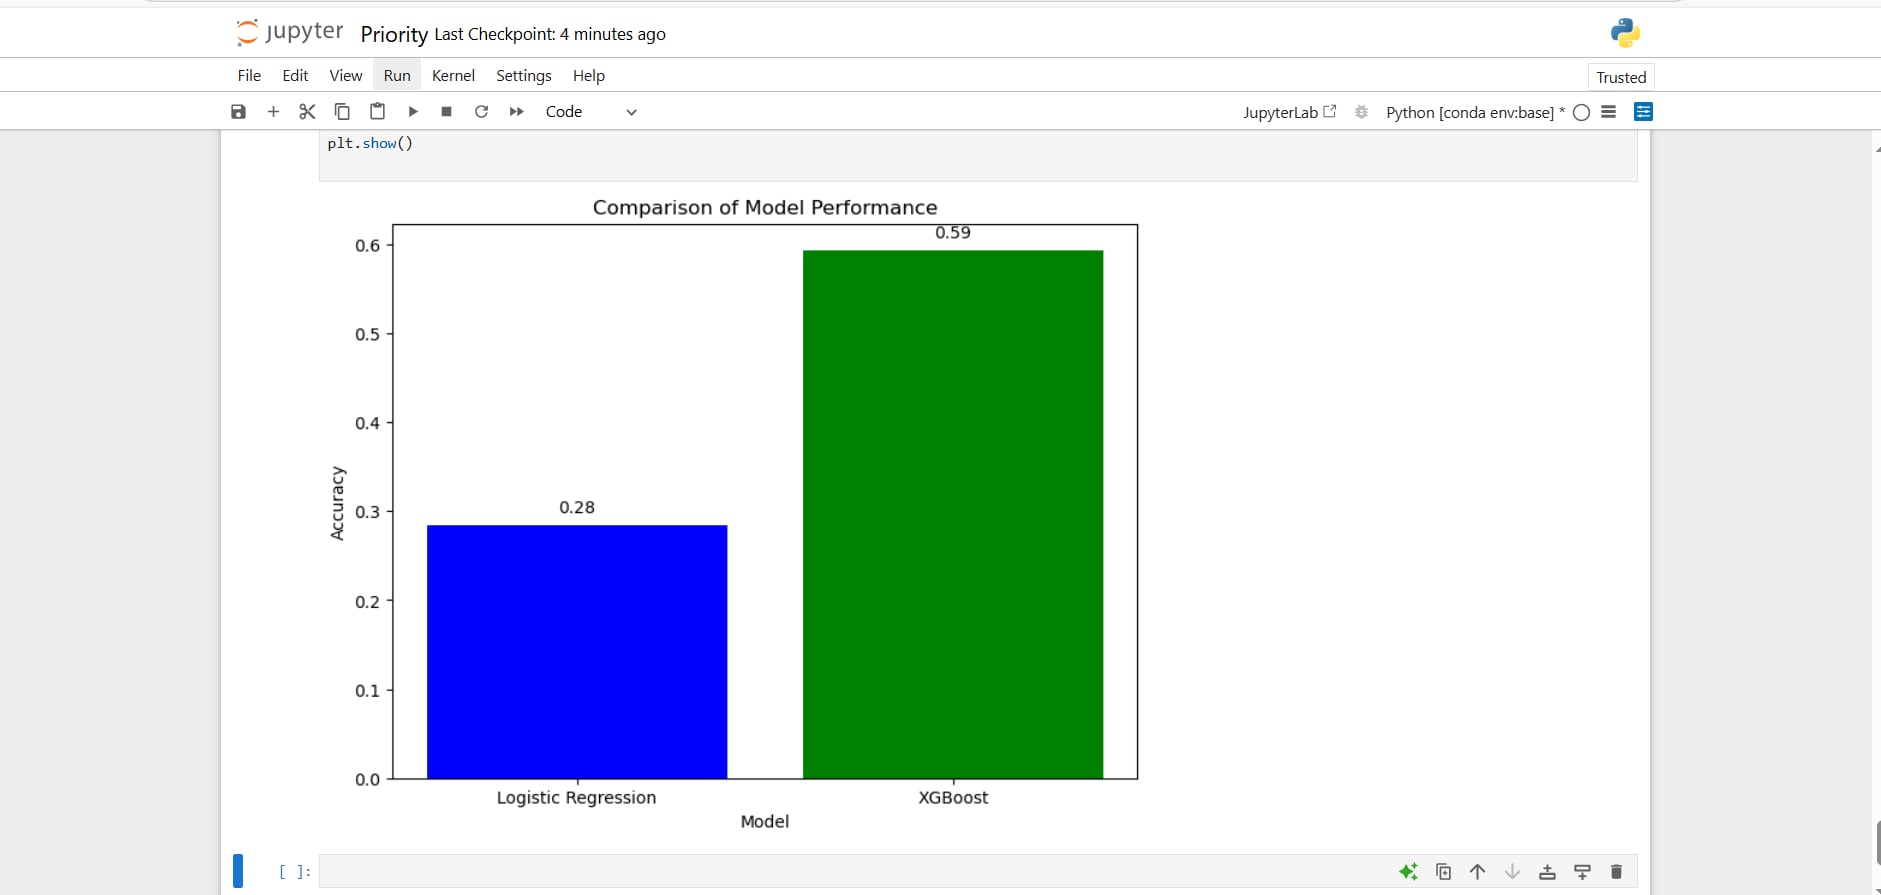 jupyter Priority Last Checkpoint: 4 minutes ago
File Edit View Run Kernel Settings Help Trusted
Code JupyterLab Python [conda env:base] *
plt.show()
Comparison of Model Performance
0.59
0.6
0.5
0.4
Accuracy
0.28
0.3
0.2
0.1
0.0
Logistic Regression XGBoost
Model
[ ]: